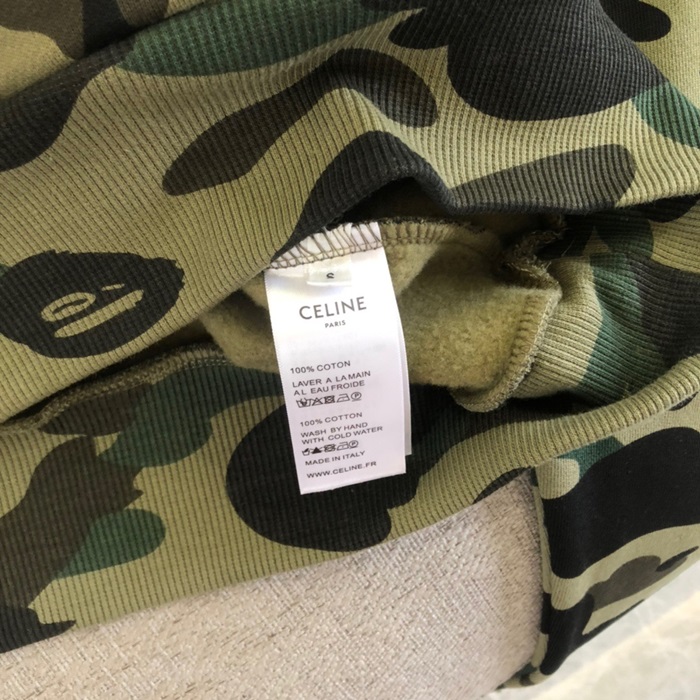 S
CELINE
PARIS
100% COTON
LAVER A LA MAIN
A L EAU FROIDE
100% COTTON
WASH BY HAND
WITH COLD WATER
MADE IN ITALY
WWW.CELINE.FR